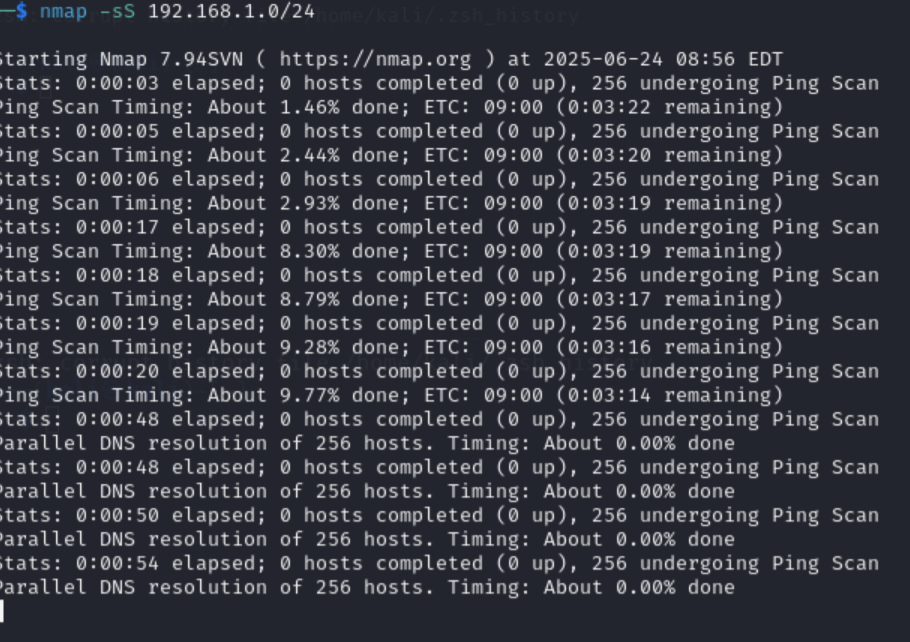 ─$ nmap -sS 192.168.1.0/24
/home/kali/.zsh_history
Starting Nmap 7.94SVN ( https://nmap.org ) at 2025-06-24 08:56 EDT
Stats: 0:00:03 elapsed; 0 hosts completed (0 up), 256 undergoing Ping Scan
Ping Scan Timing: About 1.46% done; ETC: 09:00 (0:03:22 remaining)
Stats: 0:00:05 elapsed; 0 hosts completed (0 up), 256 undergoing Ping Scan
Ping Scan Timing: About 2.44% done; ETC: 09:00 (0:03:20 remaining)
Stats: 0:00:06 elapsed; 0 hosts completed (0 up), 256 undergoing Ping Scan
Ping Scan Timing: About 2.93% done; ETC: 09:00 (0:03:19 remaining)
Stats: 0:00:17 elapsed; 0 hosts completed (0 up), 256 undergoing Ping Scan
Ping Scan Timing: About 8.30% done; ETC: 09:00 (0:03:19 remaining)
Stats: 0:00:18 elapsed; 0 hosts completed (0 up), 256 undergoing Ping Scan
Ping Scan Timing: About 8.79% done; ETC: 09:00 (0:03:17 remaining)
Stats: 0:00:19 elapsed; 0 hosts completed (0 up), 256 undergoing Ping Scan
Ping Scan Timing: About 9.28% done; ETC: 09:00 (0:03:16 remaining)
Stats: 0:00:20 elapsed; 0 hosts completed (0 up), 256 undergoing Ping Scan
Ping Scan Timing: About 9.77% done; ETC: 09:00 (0:03:14 remaining)
Stats: 0:00:48 elapsed; 0 hosts completed (0 up), 256 undergoing Ping Scan
Parallel DNS resolution of 256 hosts. Timing: About 0.00% done
Stats: 0:00:48 elapsed; 0 hosts completed (0 up), 256 undergoing Ping Scan
Parallel DNS resolution of 256 hosts. Timing: About 0.00% done
Stats: 0:00:50 elapsed; 0 hosts completed (0 up), 256 undergoing Ping Scan
Parallel DNS resolution of 256 hosts. Timing: About 0.00% done
Stats: 0:00:54 elapsed; 0 hosts completed (0 up), 256 undergoing Ping Scan
Parallel DNS resolution of 256 hosts. Timing: About 0.00% done